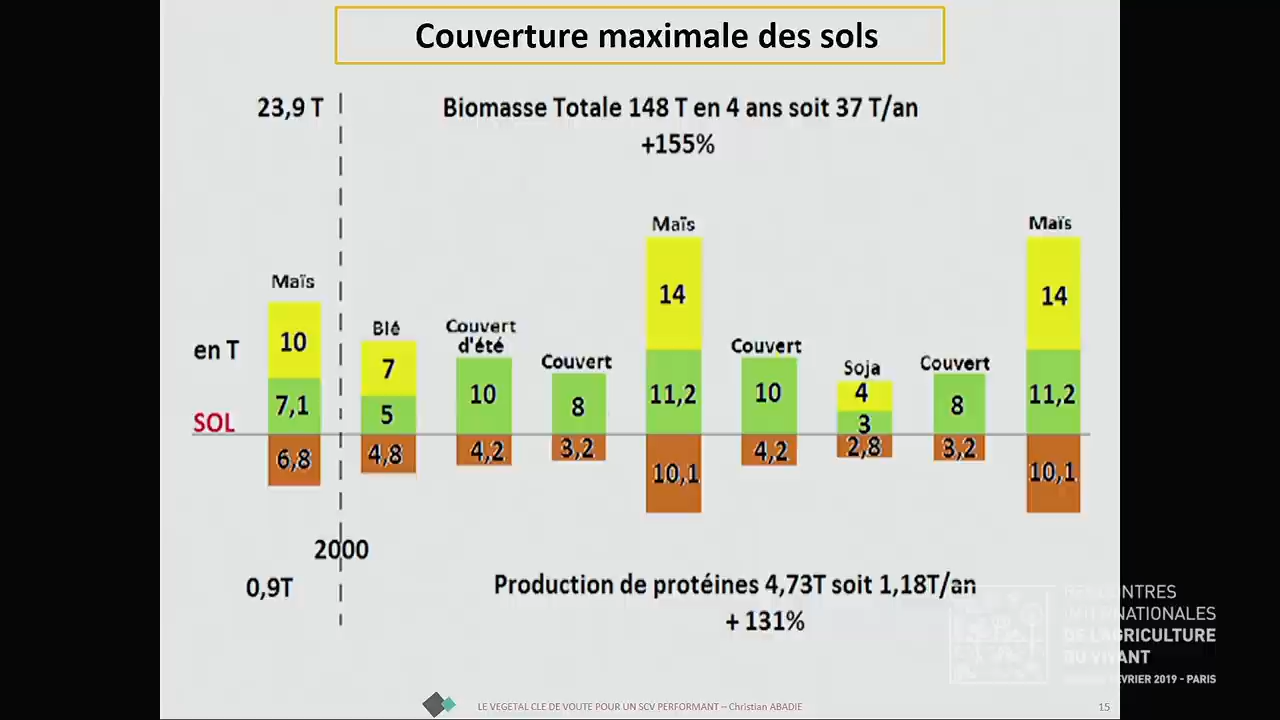 Couverture maximale des sols
23,9 T
Biomasse Totale 148 T en 4 ans soit 37 T/an
+155%
Maïs
Maïs
Maïs
Blé
Couvert
d'été
Couvert
Couvert
Soja
Couvert
en T
10
7
10
8
14
10
4
8
14
7,1
5
11,2
3
11,2
SOL
6,8
4,8
4,2
3,2
10,1
4,2
2,8
3,2
10,1
2000
0,9T
Production de protéines 4,73T soit 1,18T/an
+ 131%
RENCONTRES
INTERNATIONALES
DE L'AGRICULTURE
DU VIVANT
FÉVRIER 2019 - PARIS
LE VEGETAL CLE DE VOUTE POUR UN SCV PERFORMANT – Christian ABADIE
15